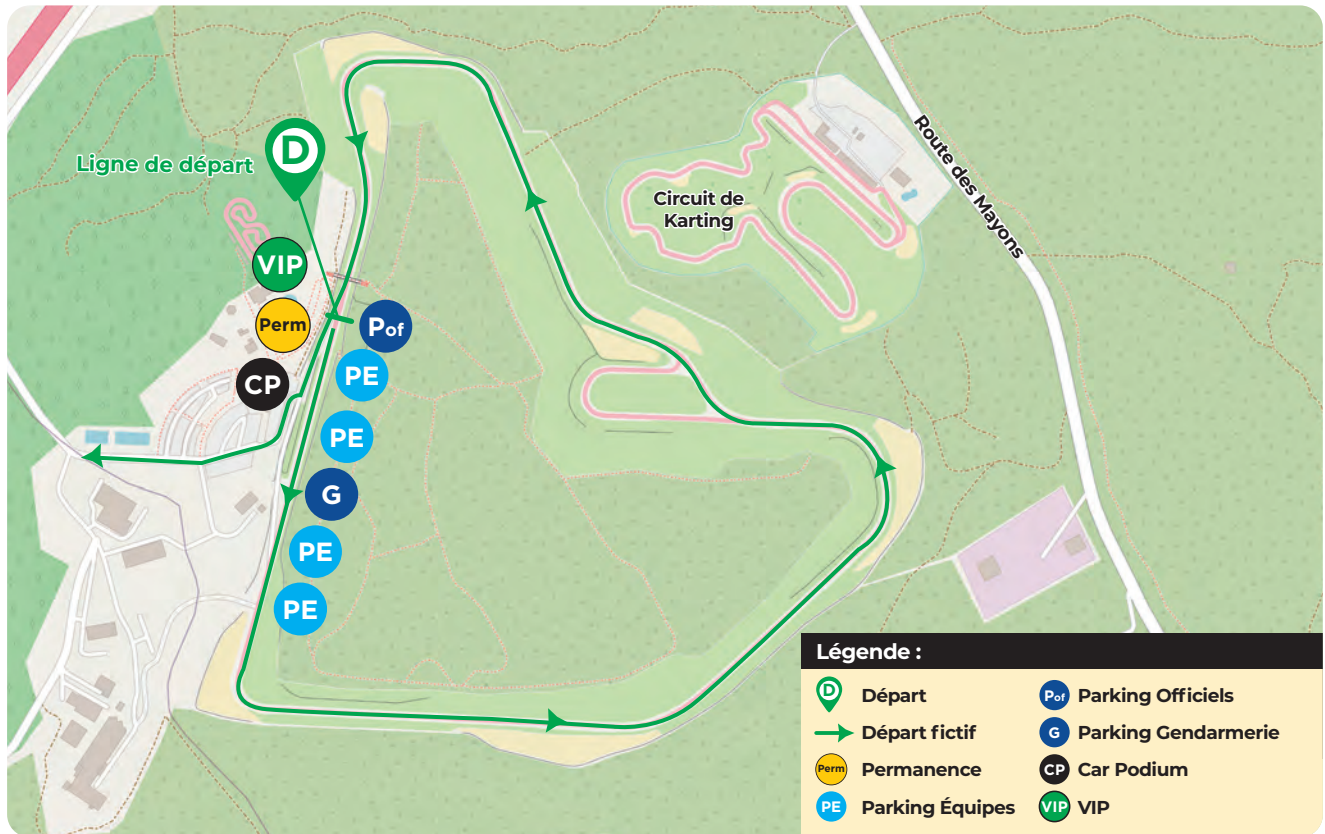 Ligne de départ
D
VIP
Perm
Pof
CP
PE
PE
G
PE
PE
Circuit de
Karting
Route des Mayons
Légende :
D Départ
Départ fictif
Perm Permanence
PE Parking Équipes
Pof Parking Officiels
G Parking Gendarmerie
CP Car Podium
VIP VIP